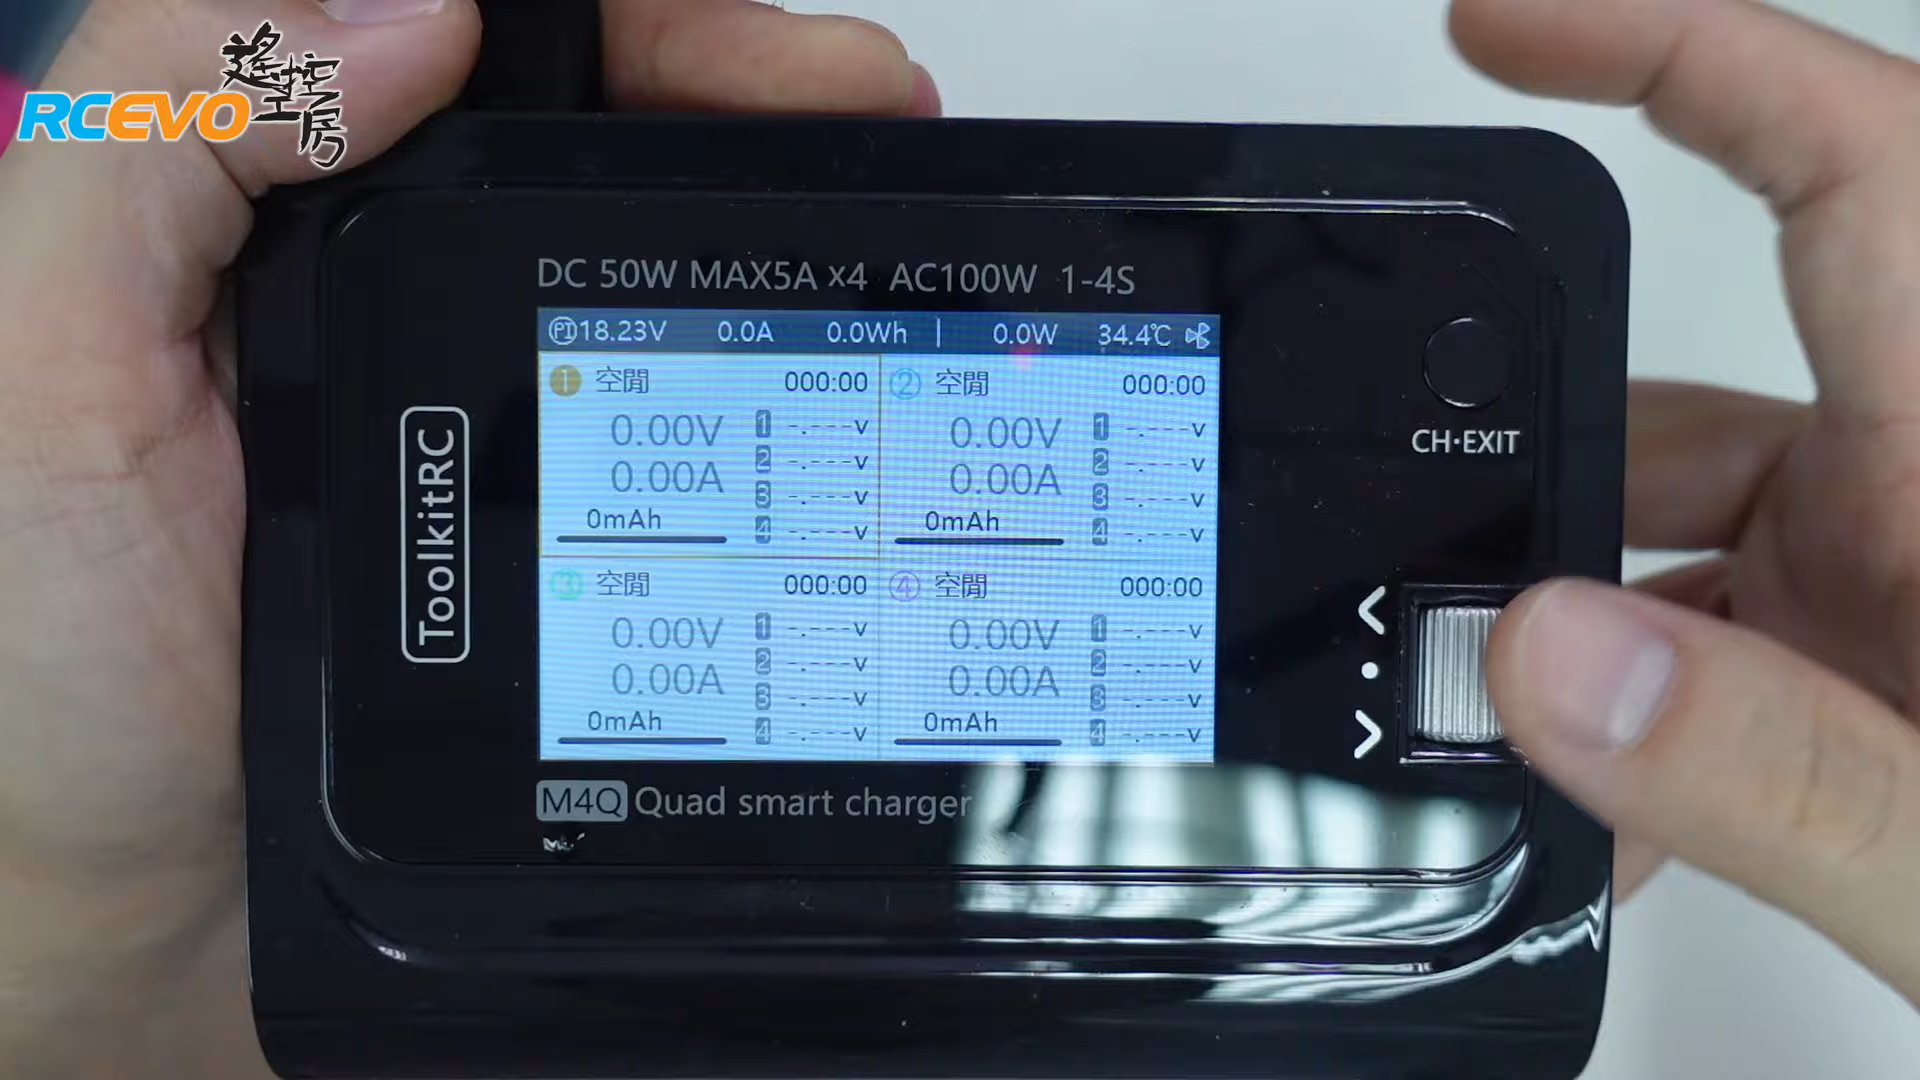 RCEVO
遙控工房
DC 50W MAX5A x4 AC100W 1-4S
PI 18.23V 0.0A 0.0Wh | 0.0W 34.4℃
1 空閒 000:00
0.00V
0.00A
0mAh
1 -.---V
2 -.---V
3 -.---V
4 -.---V
2 空閒 000:00
0.00V
0.00A
0mAh
1 -.---V
2 -.---V
3 -.---V
4 -.---V
3 空閒 000:00
0.00V
0.00A
0mAh
1 -.---V
2 -.---V
3 -.---V
4 -.---V
4 空閒 000:00
0.00V
0.00A
0mAh
1 -.---V
2 -.---V
3 -.---V
4 -.---V
M4Q Quad smart charger
ToolkitRC
CH·EXIT